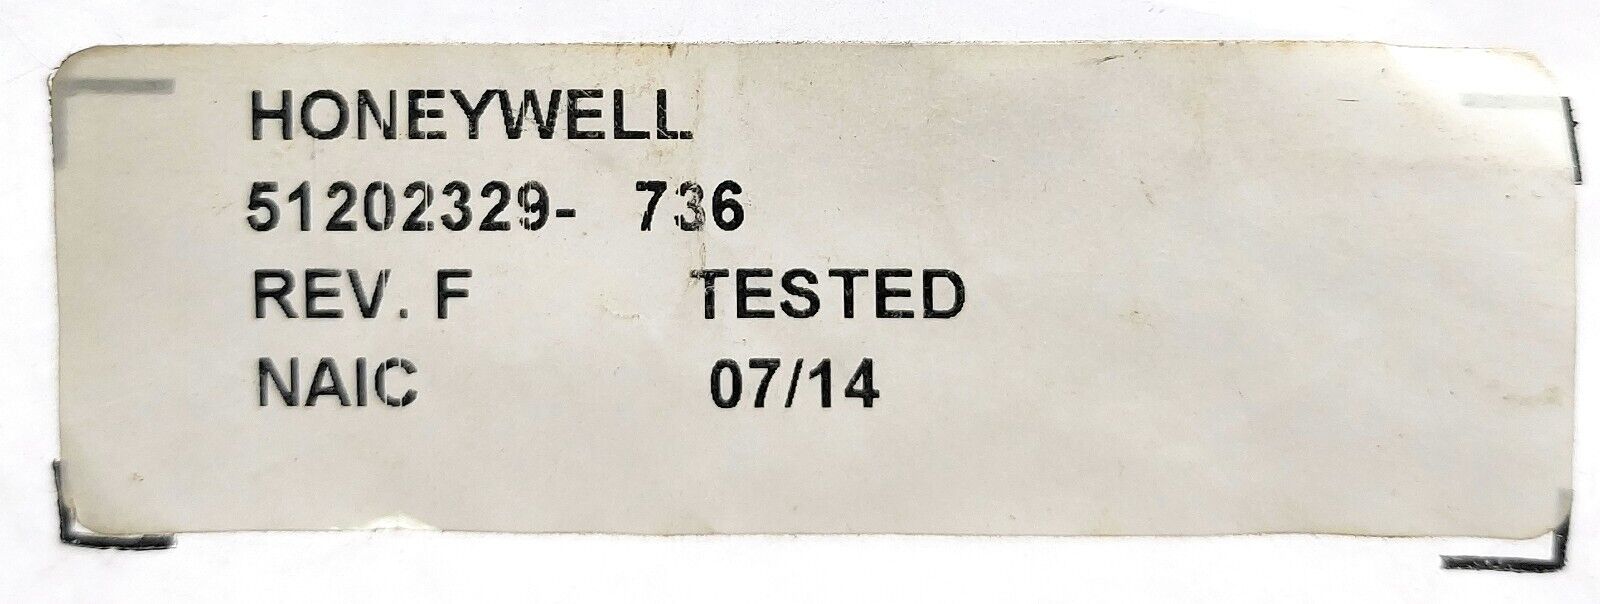 HONEYWELL
51202329- 736
REV. F TESTED
NAIC 07/14